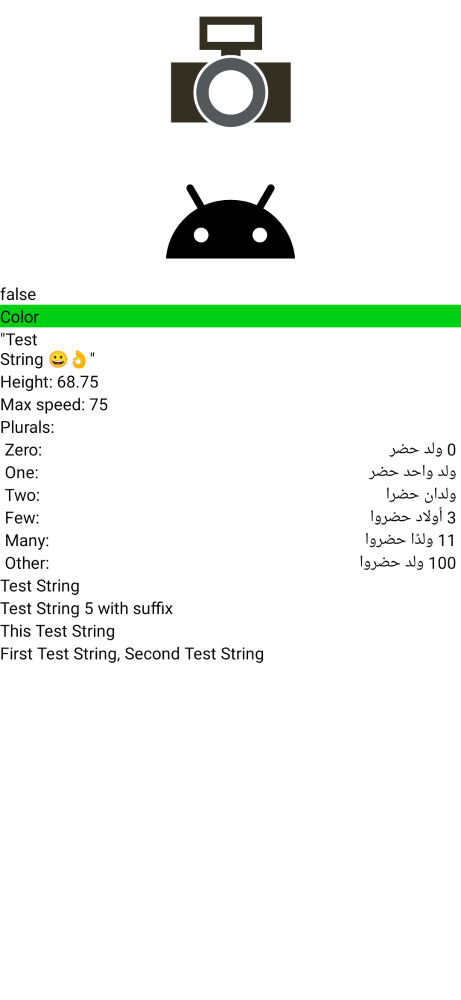 false
Color
"Test
String 😀👌"
Height: 68.75
Max speed: 75
Plurals:
Zero: 0 ولد حضر
One: ولد واحد حضر
Two: ولدان حضرا
Few: 3 أولاد حضروا
Many: 11 ولدًا حضروا
Other: 100 ولد حضروا
Test String
Test String 5 with suffix
This Test String
First Test String, Second Test String